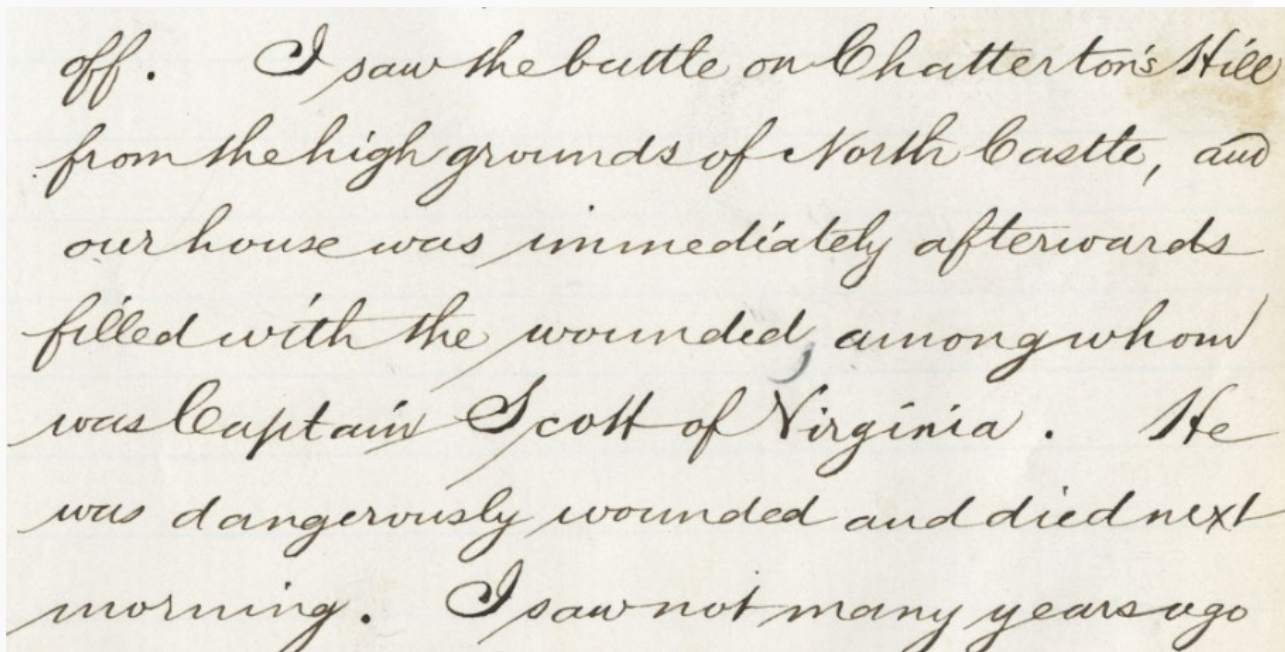 off. I saw the battle on Chatterton's Hill
from the high grounds of North Castle, and
our house was immediately afterwards
filled with the wounded, among whom
was Captain Scott of Virginia. He
was dangerously wounded and died next
morning. I saw not many years ago